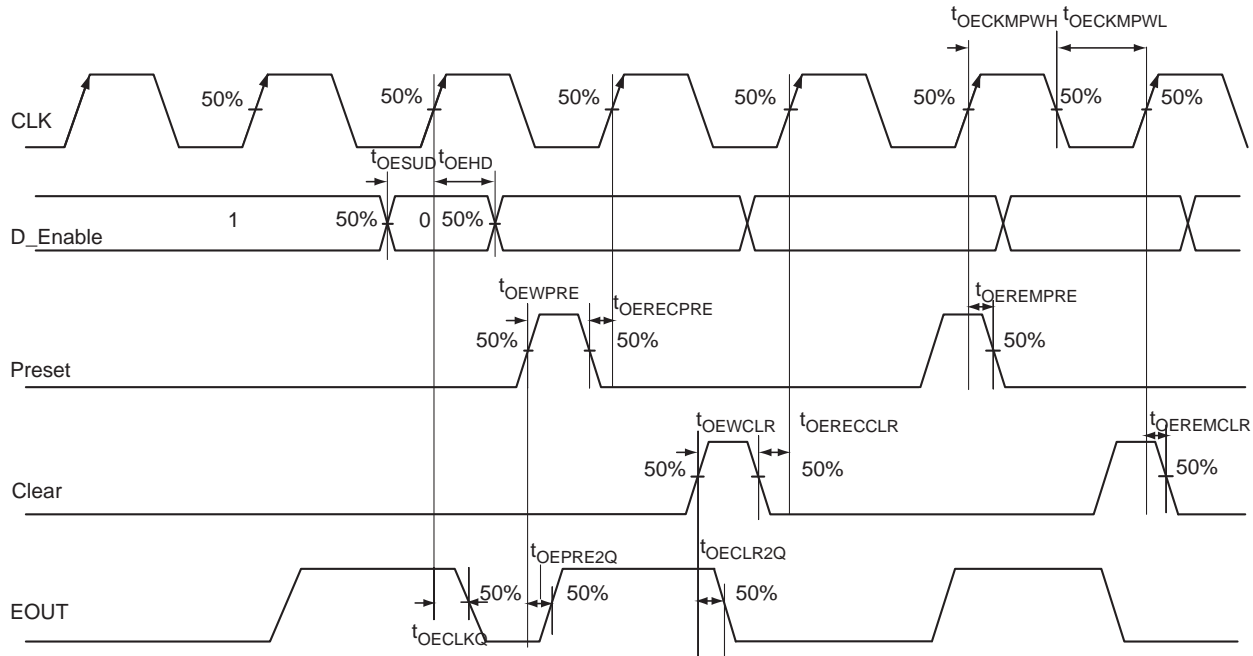 tOECKMPWH tOECKMPWL
50% 50% 50% 50% 50% 50% 50%
CLK
tOESUD tOEHD
1 50% 0 50%
D_Enable
tOEWPRE tOERECPRE tOEREMPRE
50% 50% 50%
Preset
tOEWCLR tOERECCLR tOEREMCLR
50% 50% 50%
Clear
tOEPRE2Q tOECLR2Q
50% 50% 50%
EOUT
tOECLKQ